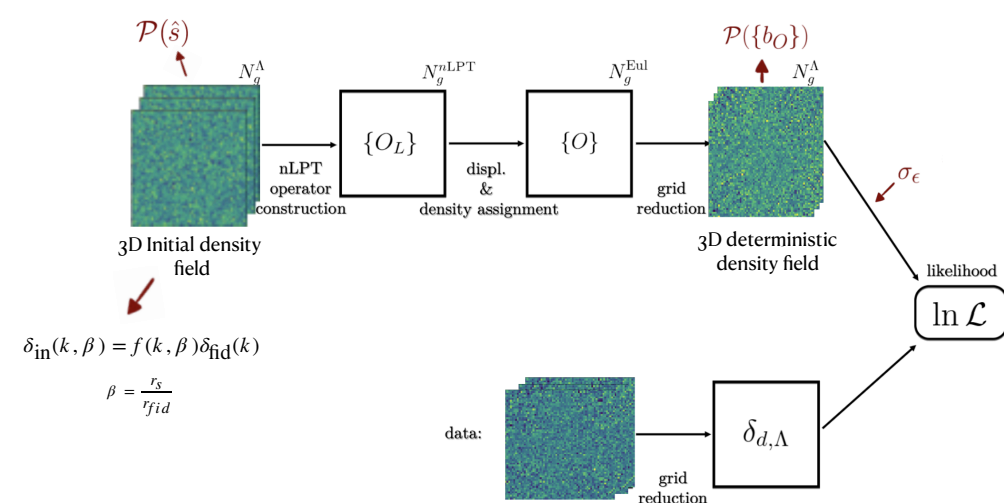 𝒫(ŝ)
N_g^Λ
N_g^{nLPT}
N_g^{Eul}
𝒫({b_O})
N_g^Λ
{O_L}
{O}
σ_ϵ
nLPT
operator
construction
displ.
&
density assignment
grid
reduction
3D Initial density
field
3D deterministic
density field
likelihood
ln ℒ
δ_in(k, β) = f(k, β)δ_fid(k)
β = r_s / r_fid
data:
δ_{d,Λ}
grid
reduction